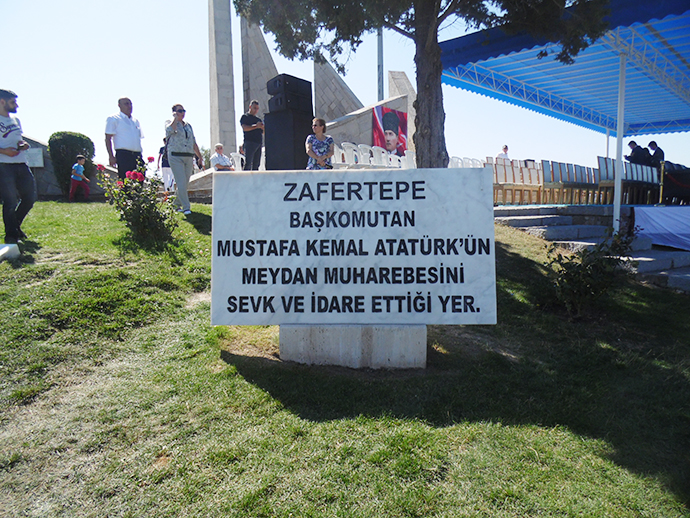 ZAFERTEPE
BAŞKOMUTAN
MUSTAFA KEMAL ATATÜRK'ÜN
MEYDAN MUHAREBESİNİ
SEVK VE İDARE ETTİĞİ YER.